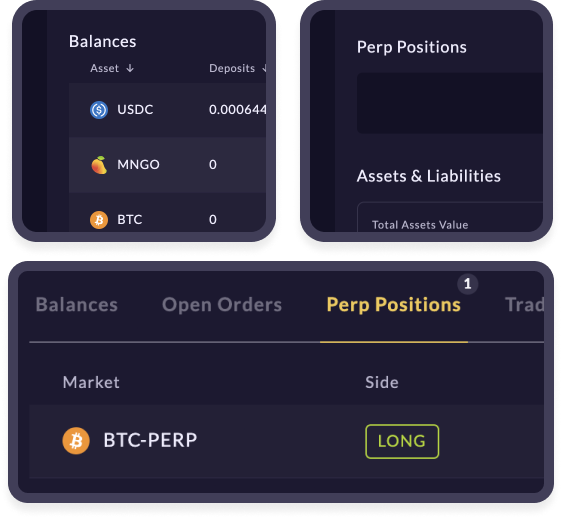 Balances
Asset ↓ Deposits ↓
USDC 0.000644
MNGO 0
BTC 0
Perp Positions
Assets & Liabilities
Total Assets Value
1
Balances Open Orders Perp Positions Trad
Market Side
BTC-PERP LONG